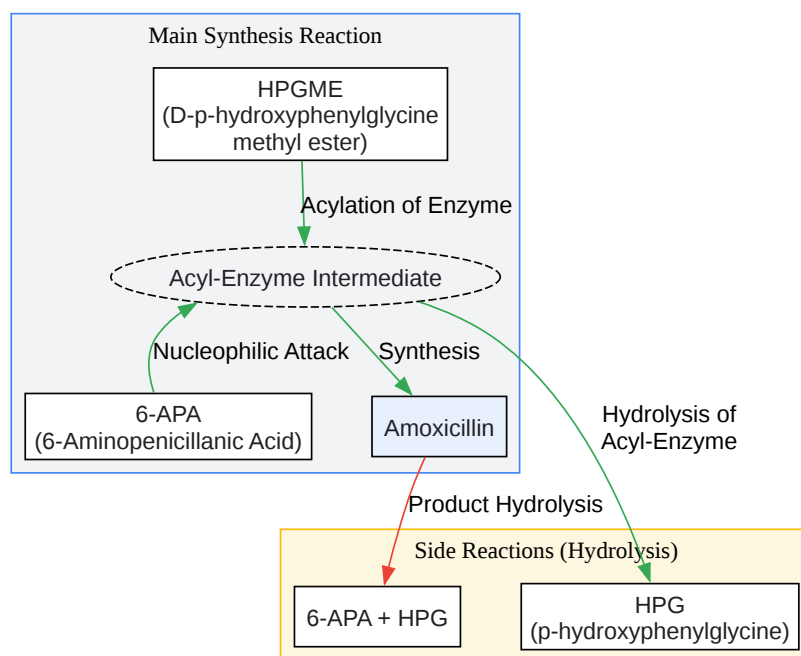 Main Synthesis Reaction
HPGME
(D-p-hydroxyphenylglycine
methyl ester)
Acylation of Enzyme
Acyl-Enzyme Intermediate
Nucleophilic Attack
Synthesis
6-APA
(6-Aminopenicillanic Acid)
Amoxicillin
Hydrolysis of
Acyl-Enzyme
Product Hydrolysis
Side Reactions (Hydrolysis)
6-APA + HPG
HPG
(p-hydroxyphenylglycine)